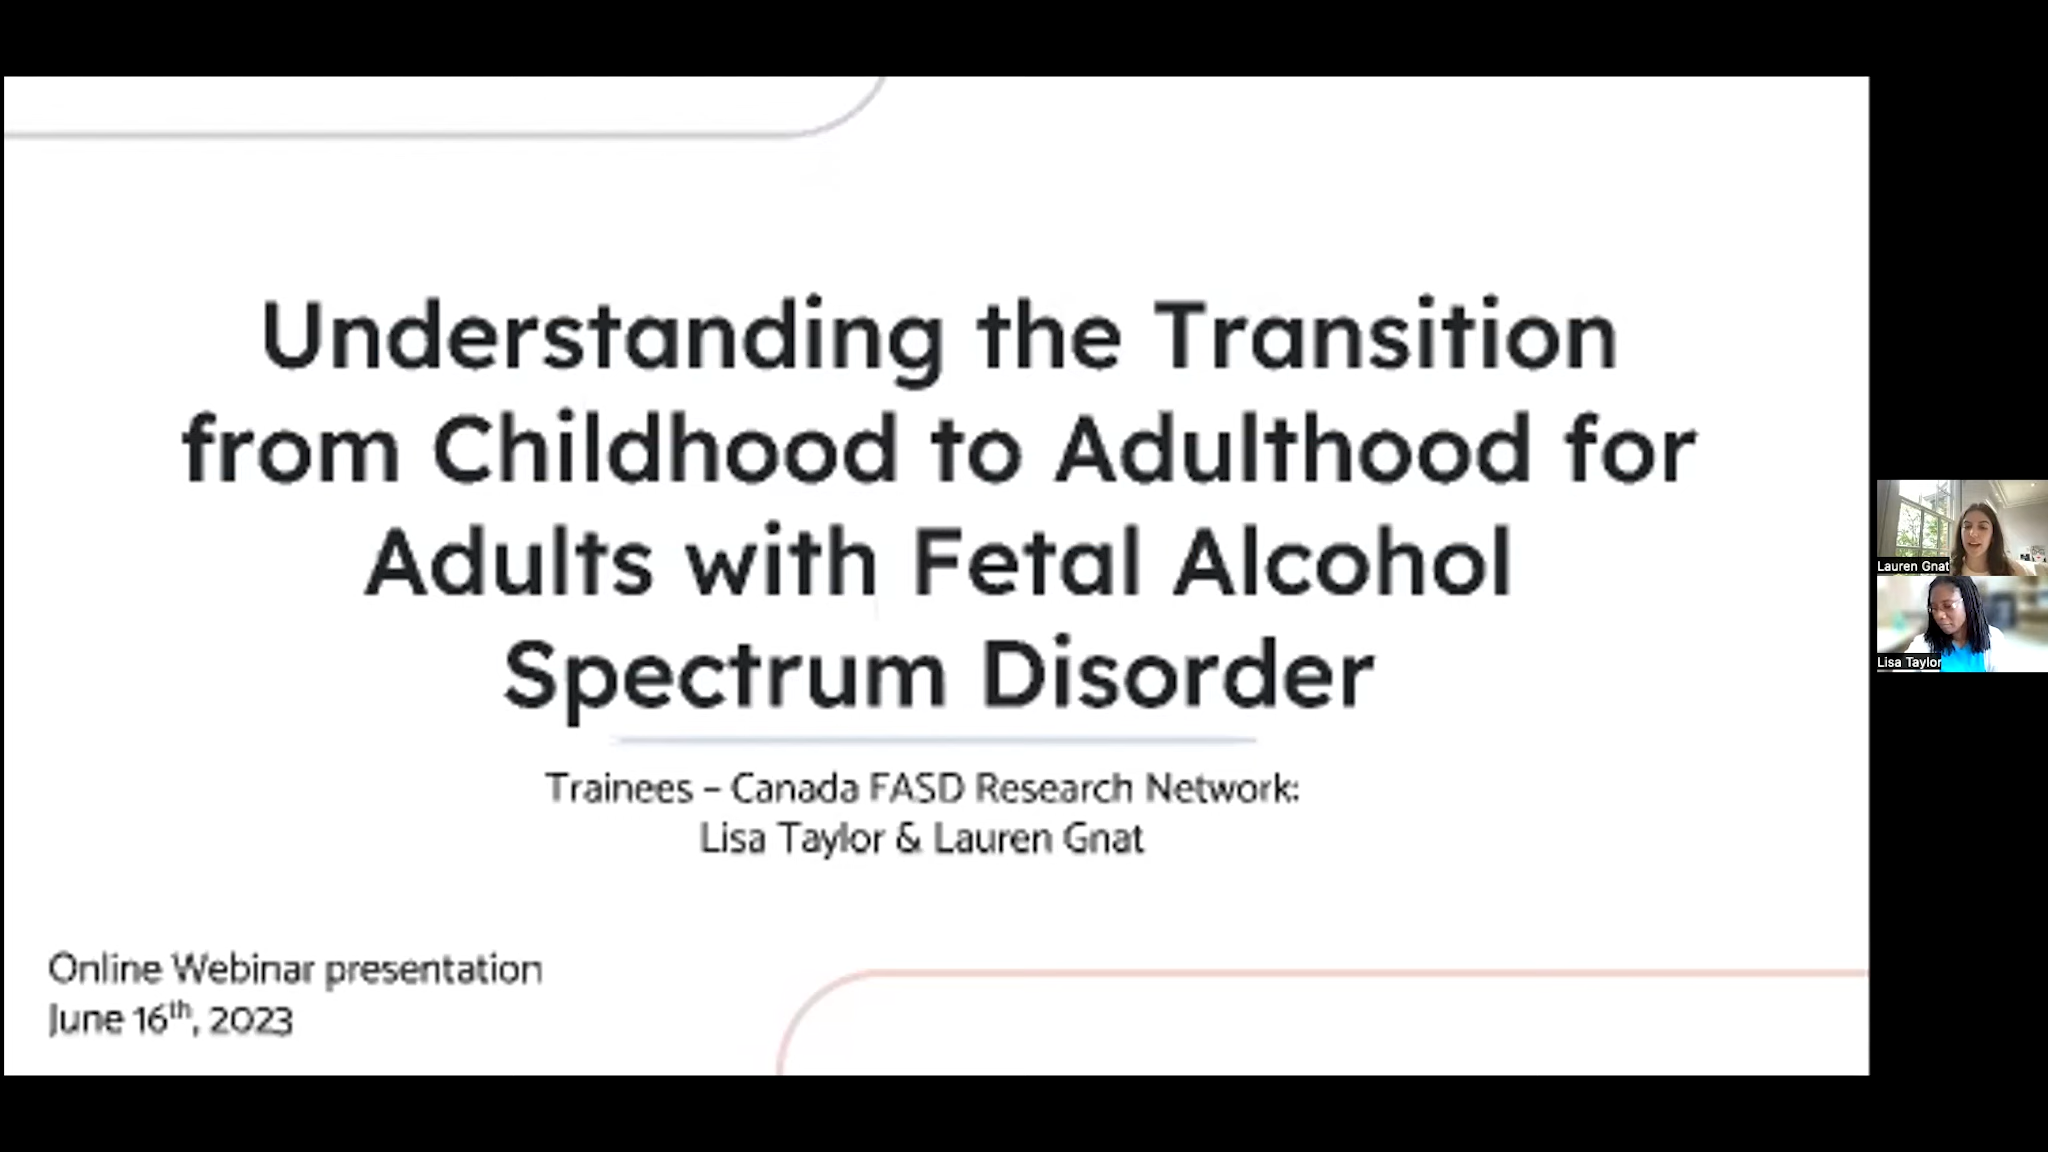 Understanding the Transition
from Childhood to Adulthood for
Adults with Fetal Alcohol
Spectrum Disorder
Trainees – Canada FASD Research Network:
Lisa Taylor & Lauren Gnat
Online Webinar presentation
June 16th, 2023
Lauren Gnat
Lisa Taylor